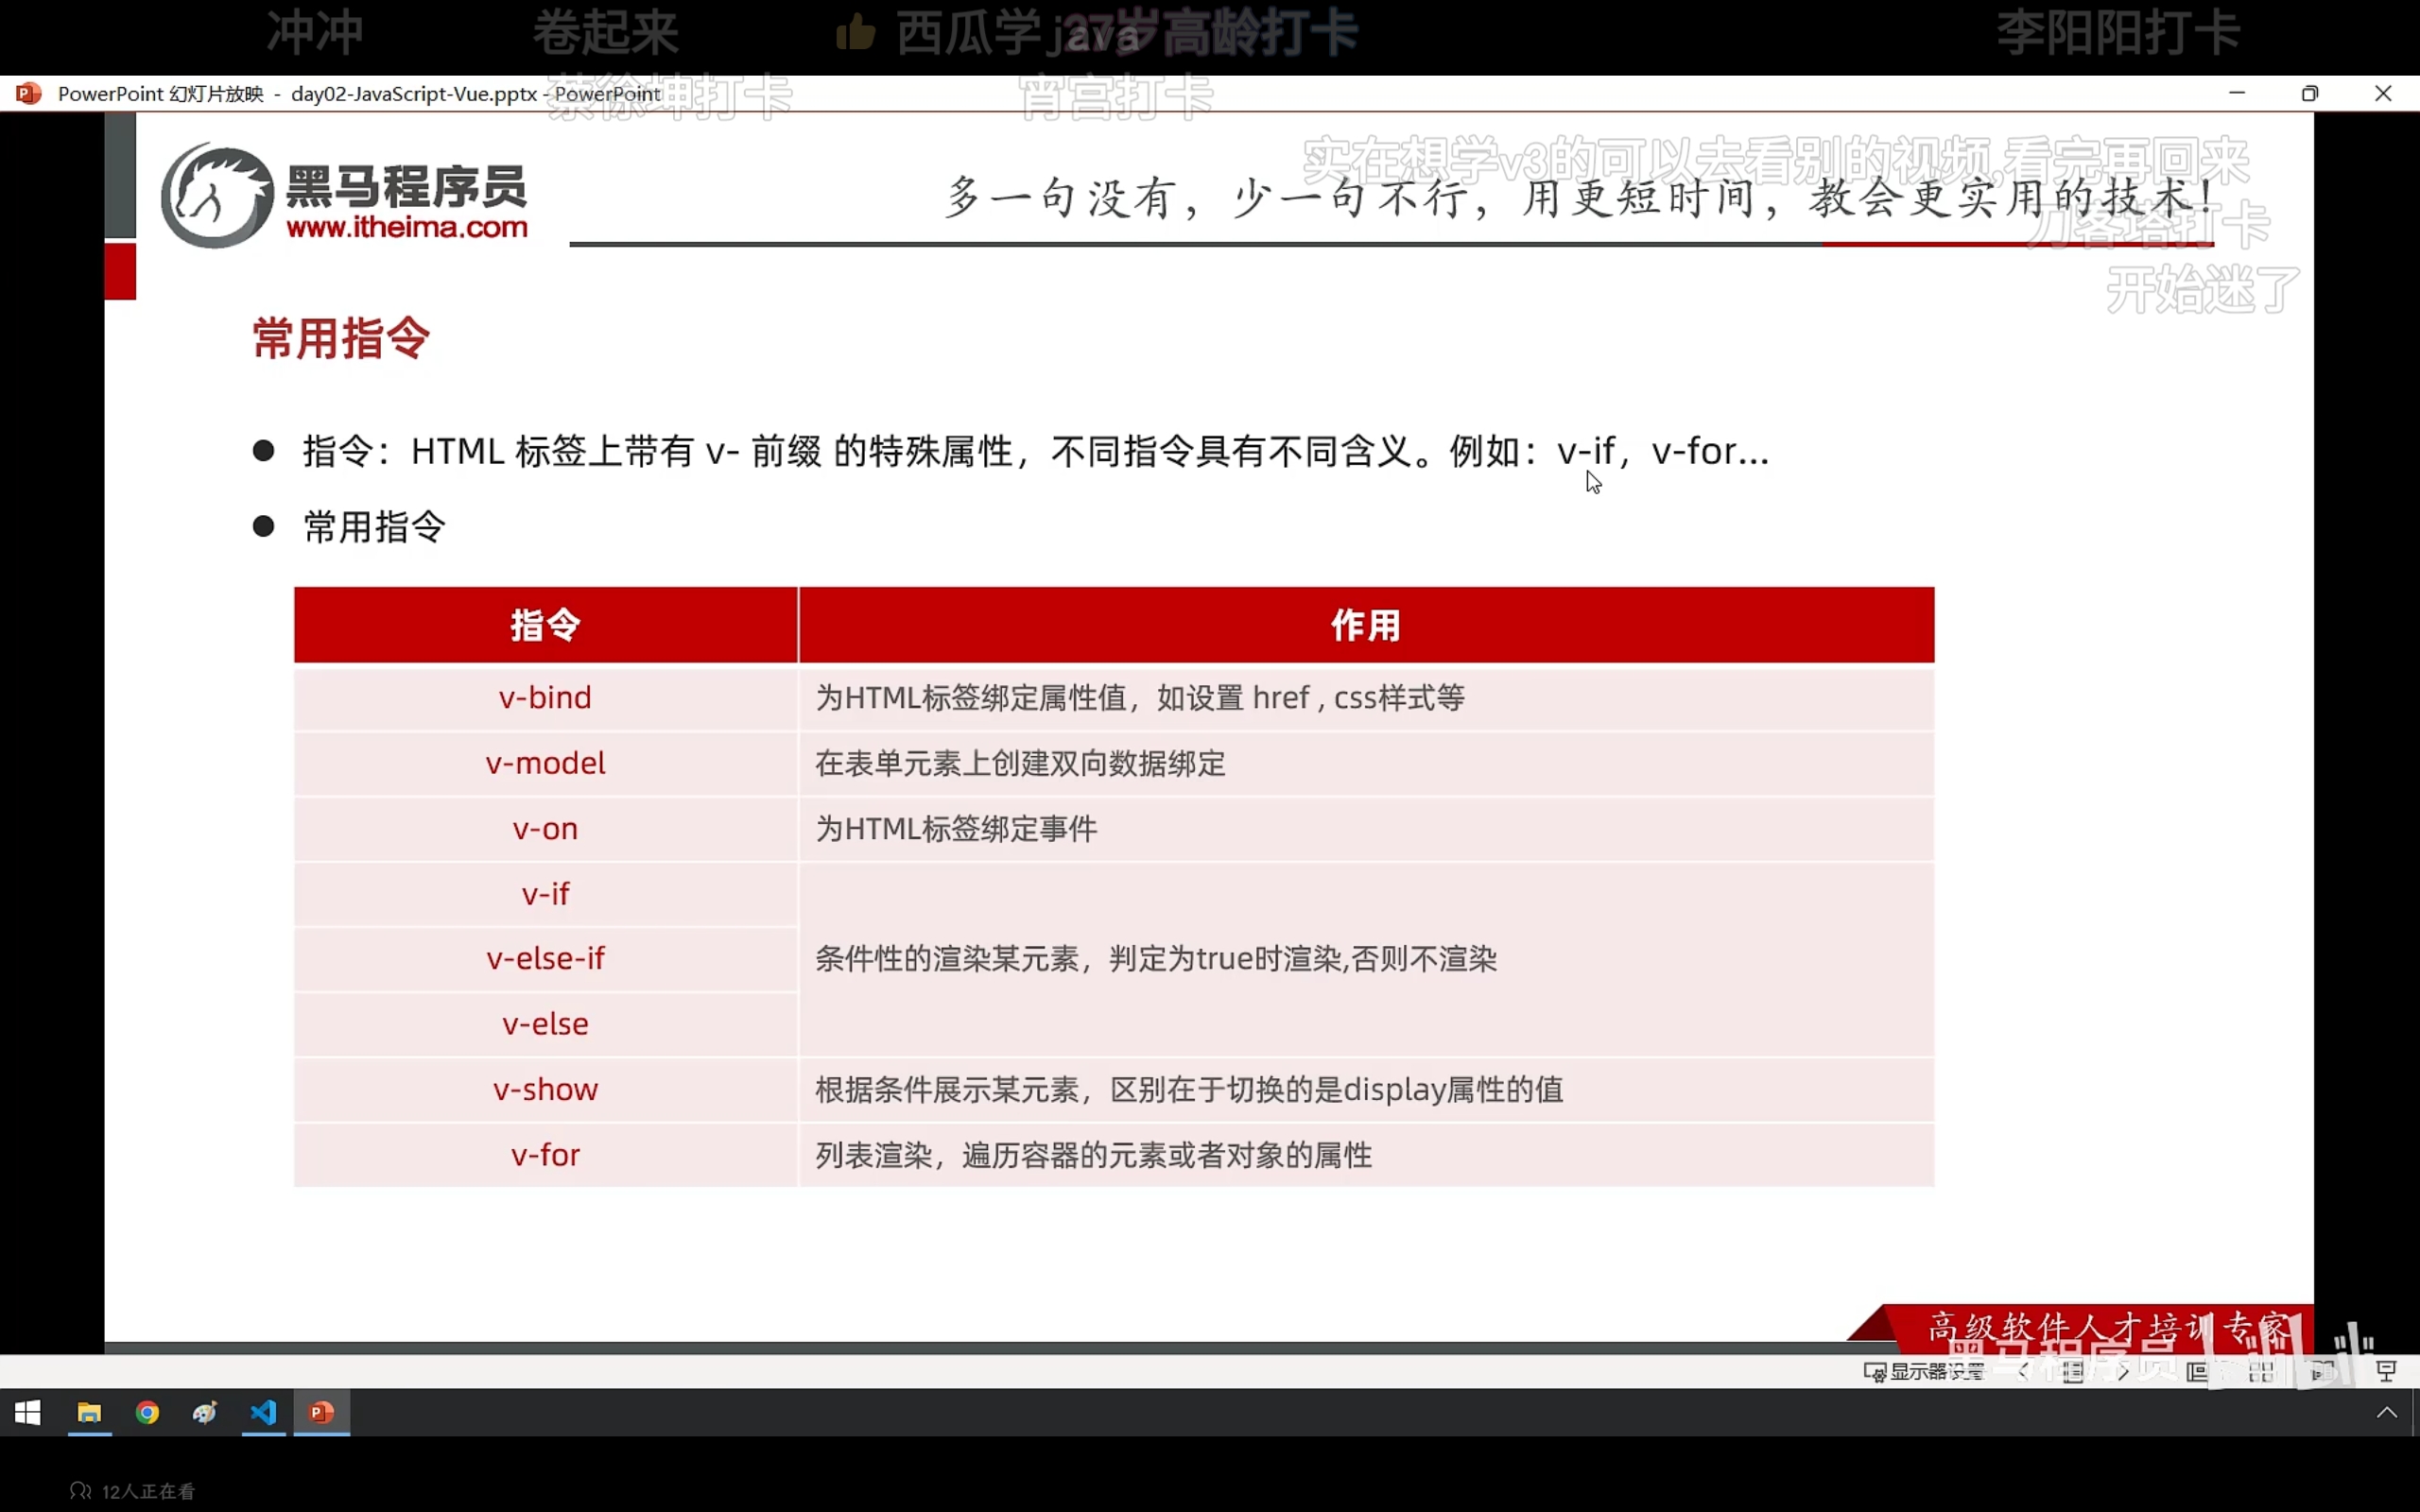 冲冲
卷起来
西瓜学java
27岁高龄打卡
李阳阳打卡
PowerPoint 幻灯片放映 - day02-JavaScript-Vue.pptx - PowerPoint
蔡徐坤打卡
宵宫打卡
实在想学v3的可以去看别的视频,看完再回来
黑马程序员
www.itheima.com
多一句没有，少一句不行，用更短时间，教会更实用的技术！
刀客塔打卡
开始迷了
常用指令
指令：HTML 标签上带有 v- 前缀 的特殊属性，不同指令具有不同含义。例如：v-if，v-for...
常用指令
指令 作用
v-bind 为HTML标签绑定属性值，如设置 href , css样式等
v-model 在表单元素上创建双向数据绑定
v-on 为HTML标签绑定事件
v-if
v-else-if 条件性的渲染某元素，判定为true时渲染,否则不渲染
v-else
v-show 根据条件展示某元素，区别在于切换的是display属性的值
v-for 列表渲染，遍历容器的元素或者对象的属性
高级软件人才培训专家
黑马程序员
显示器设置
12人正在看